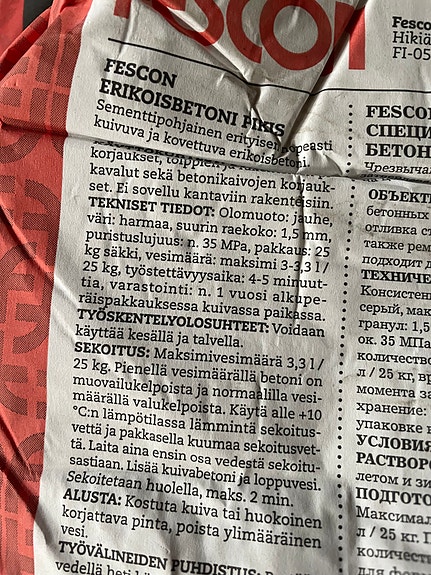 FESCON
Fesco
Hikiä
FI-05
FESCON
ERIKOISBETONI PIKIS
Sementtipohjainen erityisen nopeasti
kuivuva ja kovettuva erikoisbetoni.
korjaukset,
kavalut sekä betonikaivojen korjauk-
set. Ei sovellu kantaviin rakenteisiin.
TEKNISET TIEDOT: Olomuoto: jauhe,
väri: harmaa, suurin raekoko: 1,5 mm,
puristuslujuus: n. 35 MPa, pakkaus: 25
kg säkki, vesimäärä: maksimi 3-3,3 l /
25 kg, työstettävyysaika: 4-5 minuut-
tia, varastointi: n. 1 vuosi alkupe-
räispakkauksessa kuivassa paikassa.
TYÖSKENTELYOLOSUHTEET: Voidaan
käyttää kesällä ja talvella.
SEKOITUS: Maksimivesimäärä 3,3 l /
25 kg. Pienellä vesimäärällä betoni on
muovailukelpoista ja normaalilla vesi-
määrällä valukelpoista. Käytä alle +10
°C:n lämpötilassa lämmintä sekoitus-
vettä ja pakkasella kuumaa sekoitusvet-
tä. Laita aina ensin osa vedestä sekoitu-
sastiaan. Lisää kuivabetoni ja loppuvesi.
Sekoitetaan huolella, maks. 2 min.
ALUSTA: Kostuta kuiva tai huokoinen
korjattava pinta, poista ylimääräinen
vesi.
TYÖVÄLINEIDEN PUHDISTUS:
vedellä heti
FESCO
СПЕЦИ
БЕТОН
Чрезвычай
ОБЪЕКТЫ
бетонных
отливка ст
также рем
подходит д
ТЕХНИЧЕ
Консистен
серый, мак
гранул: 1,5
ок. 35 МПа
количество
л / 25 кг, вр
момента за
хранение:
упаковке н
УСЛОВИЯ
РАСТВОРО
летом и зи
ПОДГОТО
Максимал
л / 25 кг. П
количеств
для форм